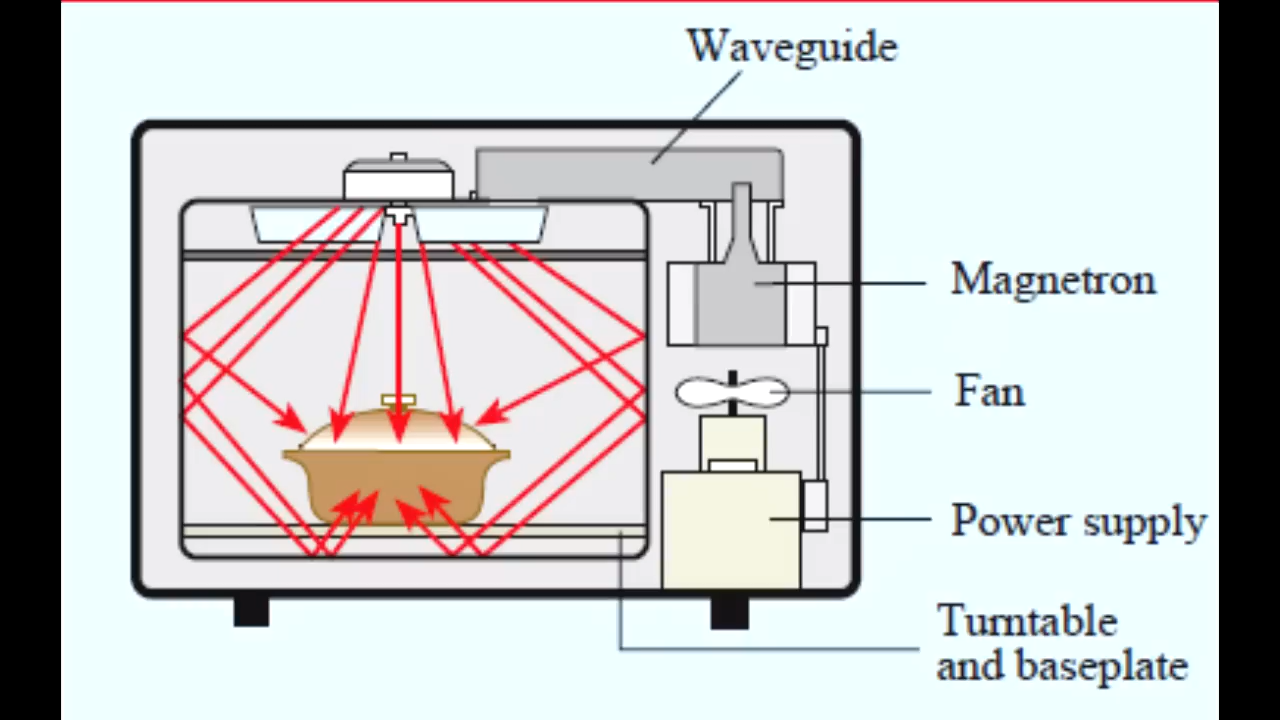 Waveguide
Magnetron
Fan
Power supply
Turntable
and baseplate